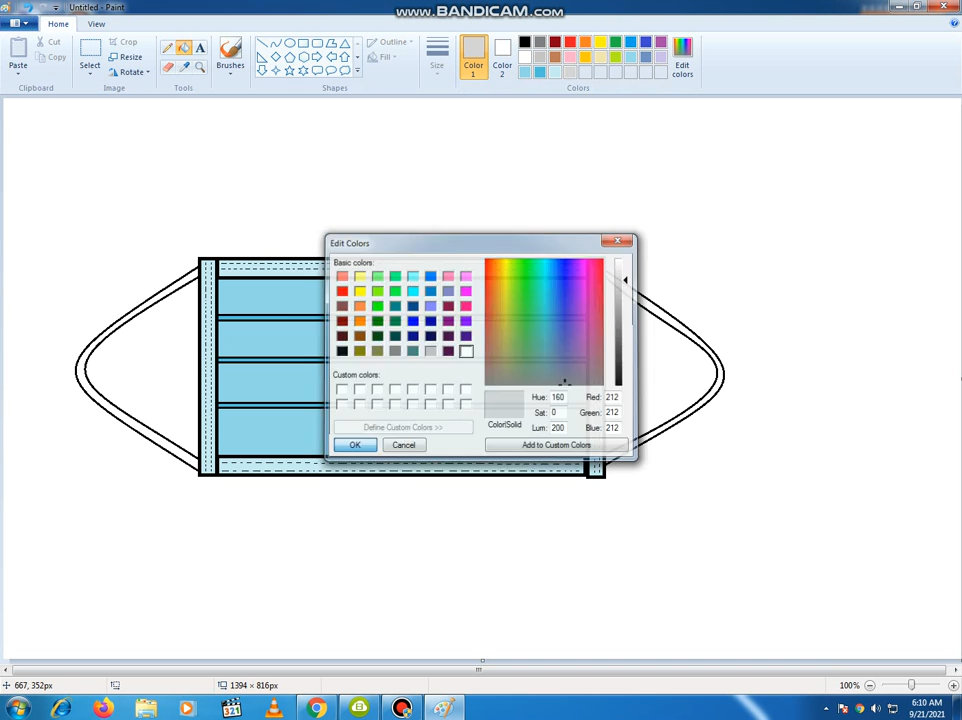 Untitled - Paint
www.BANDICAM.com
Home
View
Paste
Cut
Copy
Clipboard
Select
Crop
Resize
Rotate
Image
A
Tools
Brushes
Outline
Fill
Shapes
Size
Color
1
Color
2
Edit
colors
Colors
Edit Colors
Basic colors:
Custom colors:
Define Custom Colors >>
OK
Cancel
Hue: 160
Sat: 0
Lum: 200
Red: 212
Green: 212
Blue: 212
Color|Solid
Add to Custom Colors
667, 352px
1394 × 816px
100%
321
6:10 AM
9/21/2021